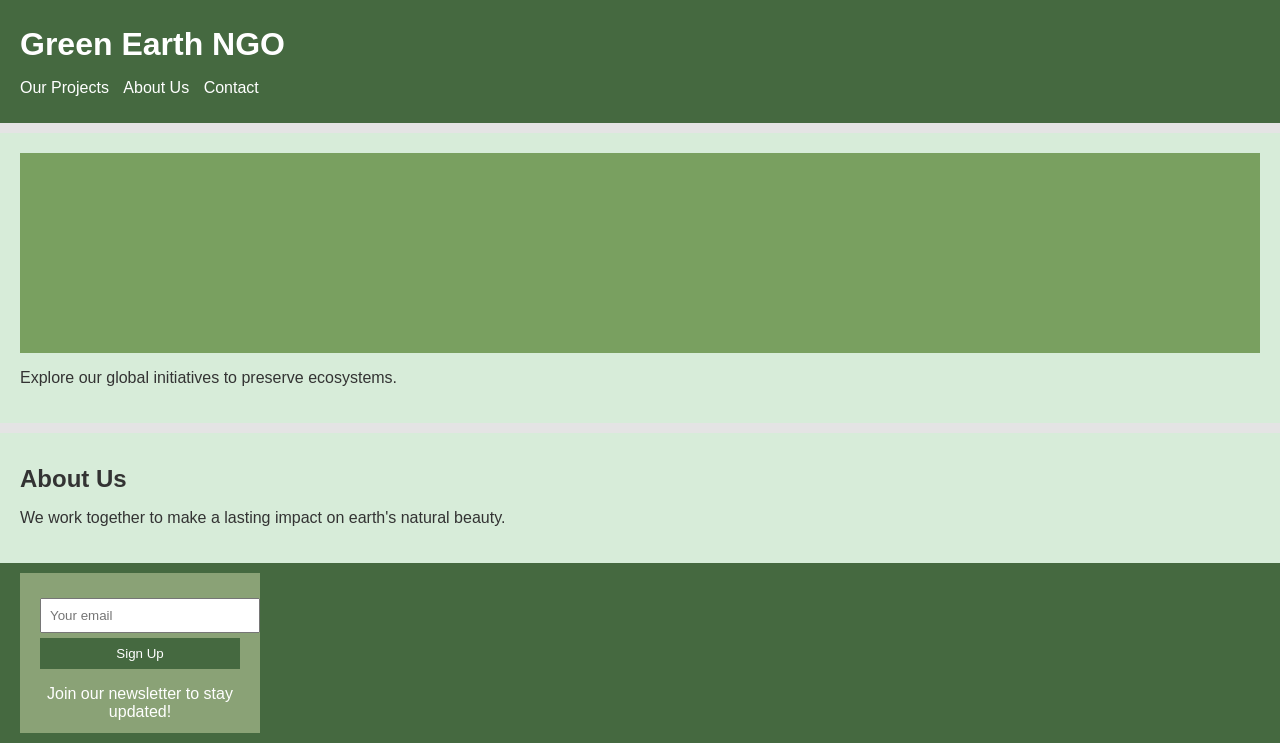 Green Earth NGO
Our Projects About Us Contact
Explore our global initiatives to preserve ecosystems.
About Us
We work together to make a lasting impact on earth's natural beauty.
Your email
Sign Up
Join our newsletter to stay
updated!